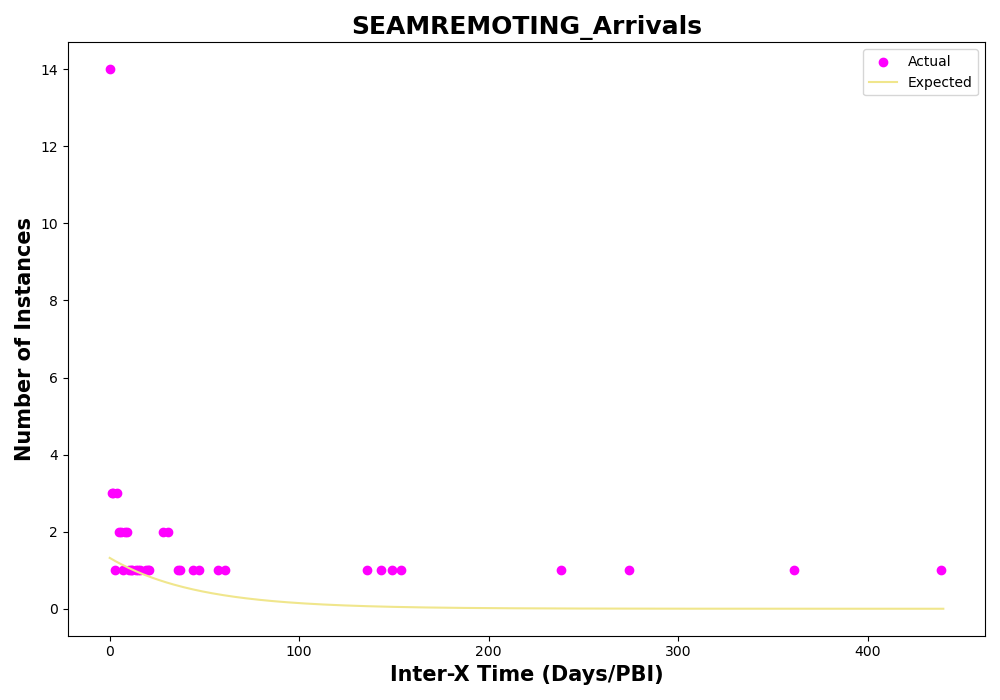 SEAMREMOTING_Arrivals
Actual
Expected
Number of Instances
14
12
10
8
6
4
2
0
0
100
200
300
400
Inter-X Time (Days/PBI)